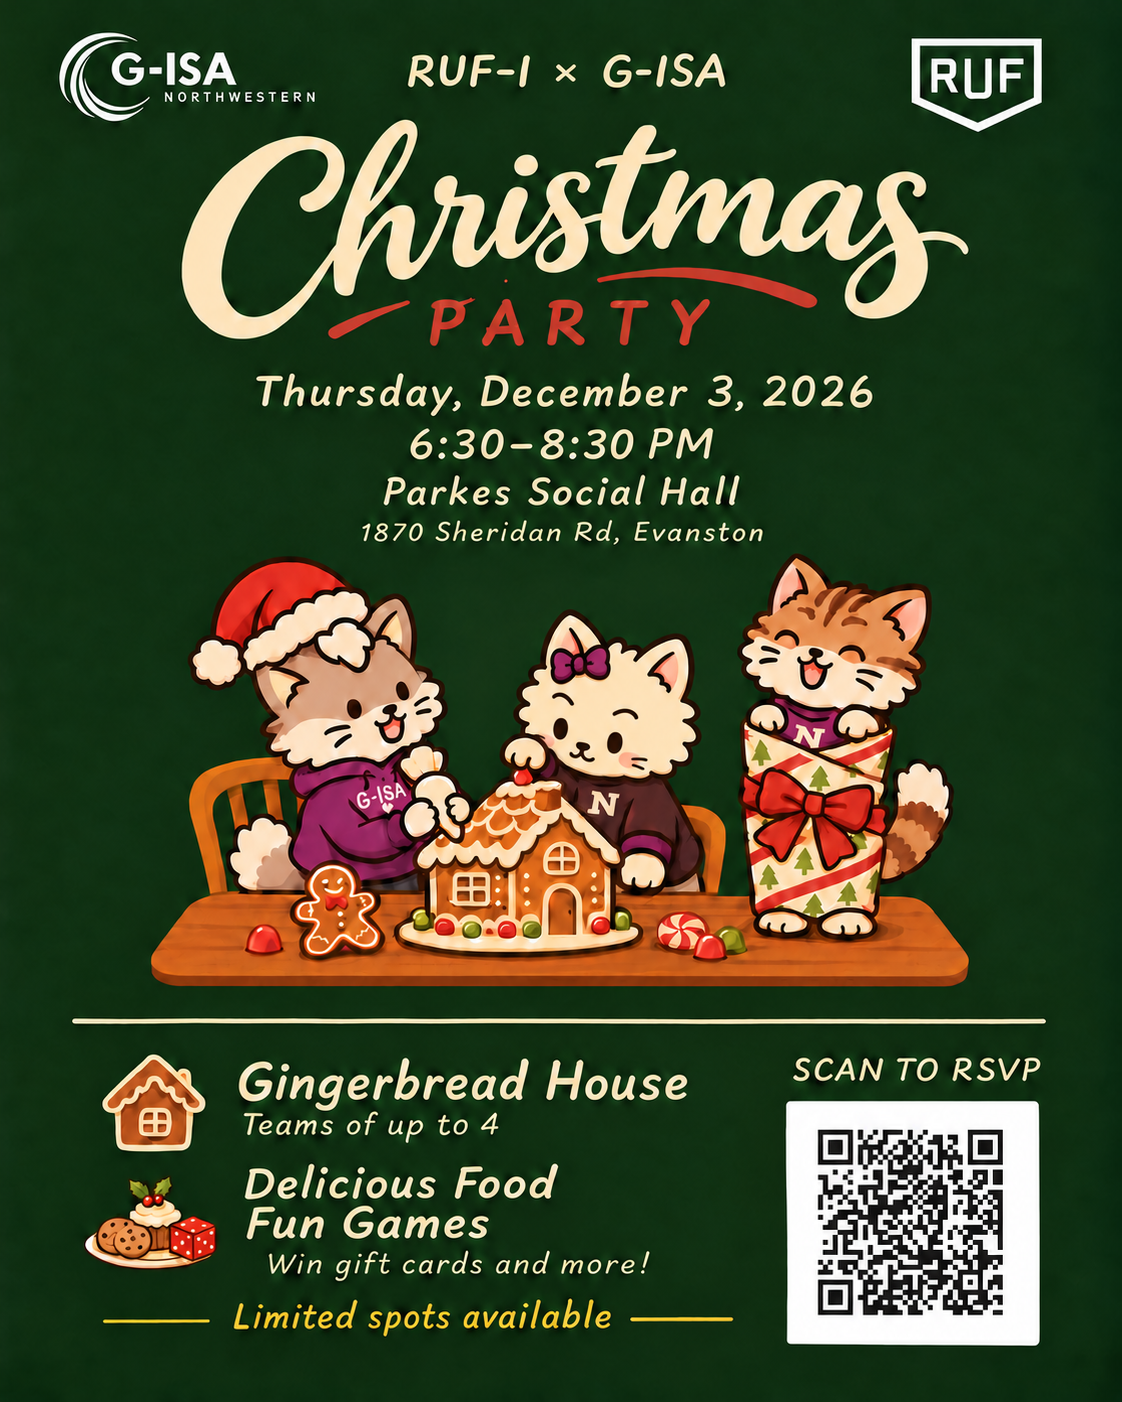 G-ISA
NORTHWESTERN
RUF-I × G-ISA
RUF
Christmas
PARTY
Thursday, December 3, 2026
6:30–8:30 PM
Parkes Social Hall
1870 Sheridan Rd, Evanston
G-ISA
N
N
Gingerbread House
Teams of up to 4
Delicious Food
Fun Games
Win gift cards and more!
Limited spots available
SCAN TO RSVP